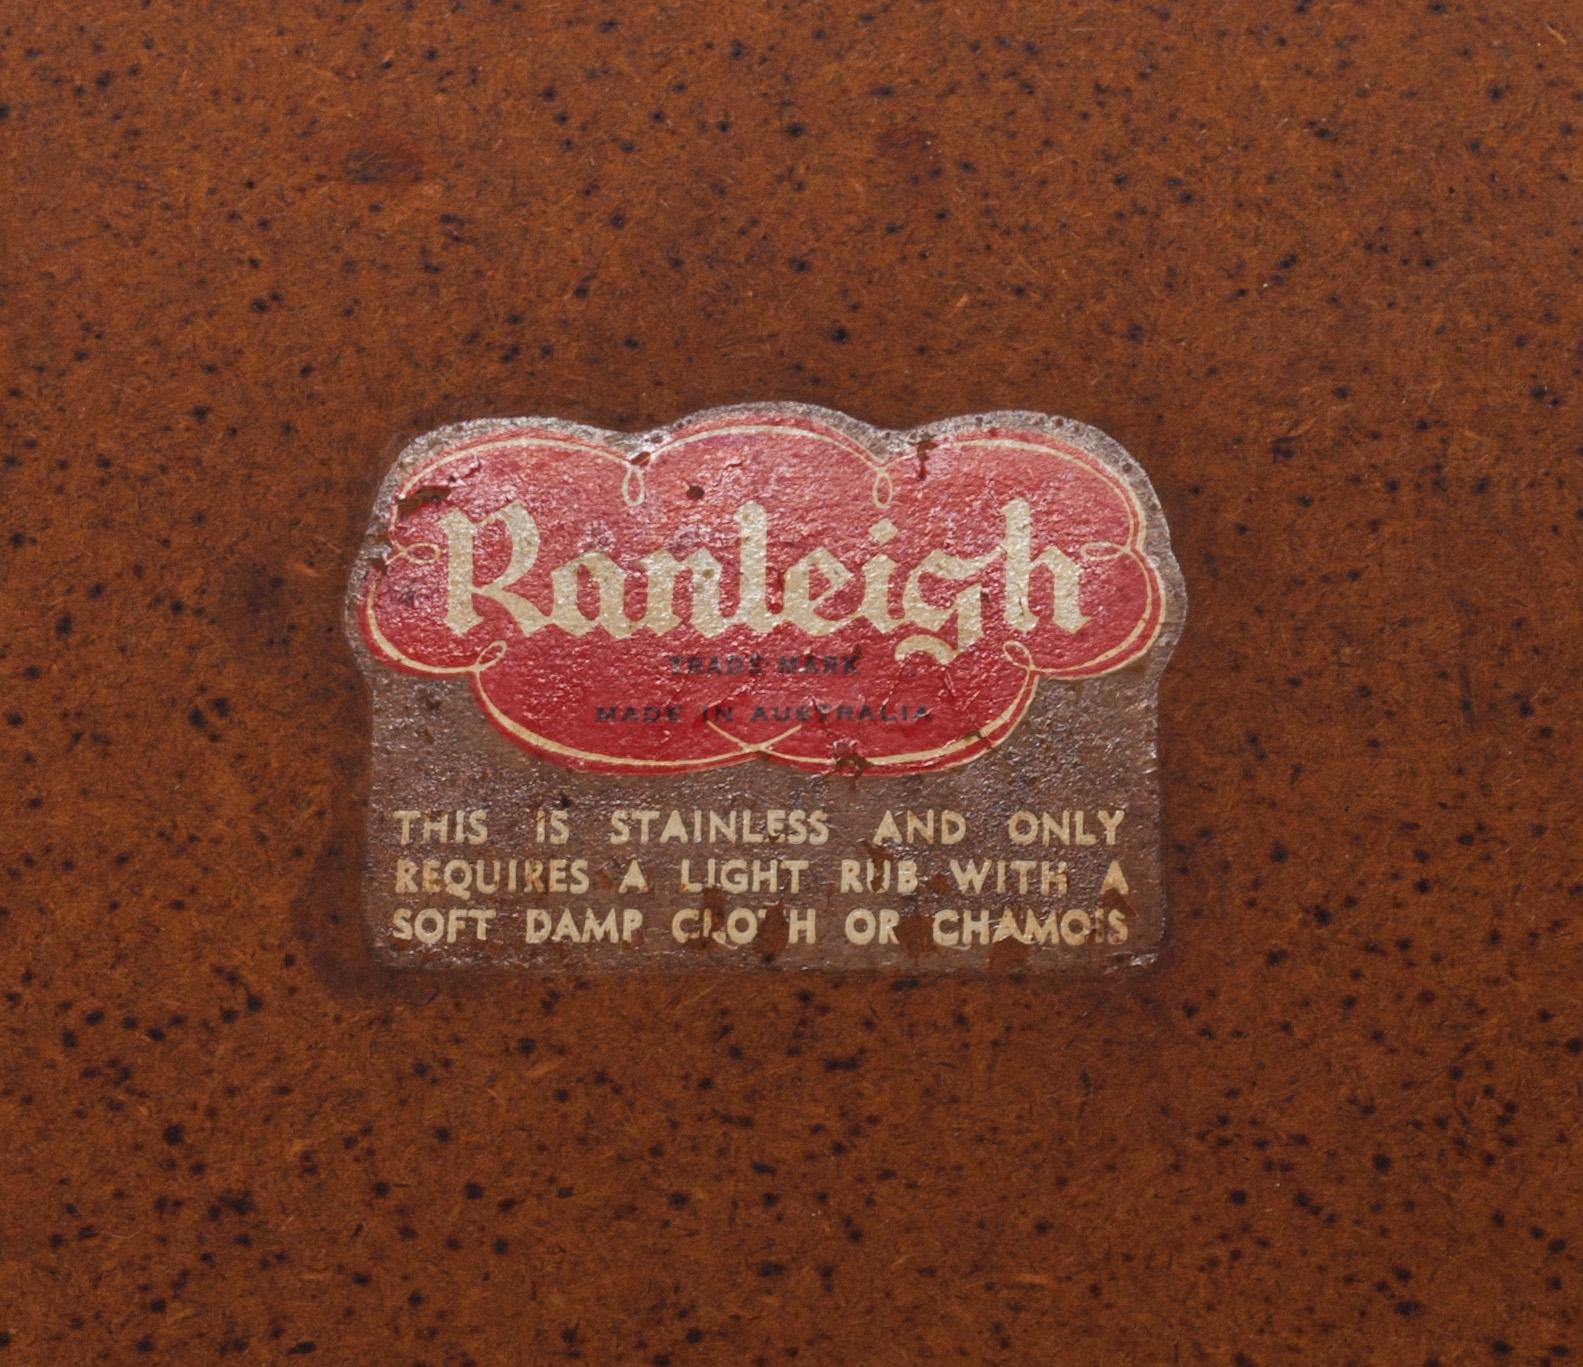 Ranleigh
TRADE MARK
MADE IN AUSTRALIA
THIS IS STAINLESS AND ONLY
REQUIRES A LIGHT RUB WITH A
SOFT DAMP CLOTH OR CHAMOIS